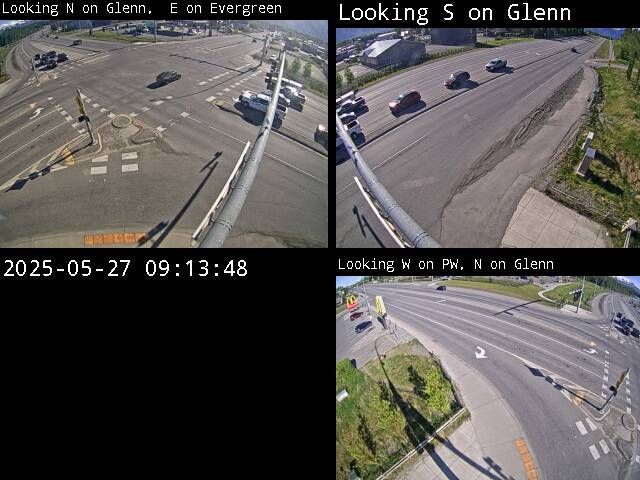 Looking N on Glenn,  E on Evergreen
Looking S on Glenn
2025-05-27 09:13:48
Looking W on PW, N on Glenn